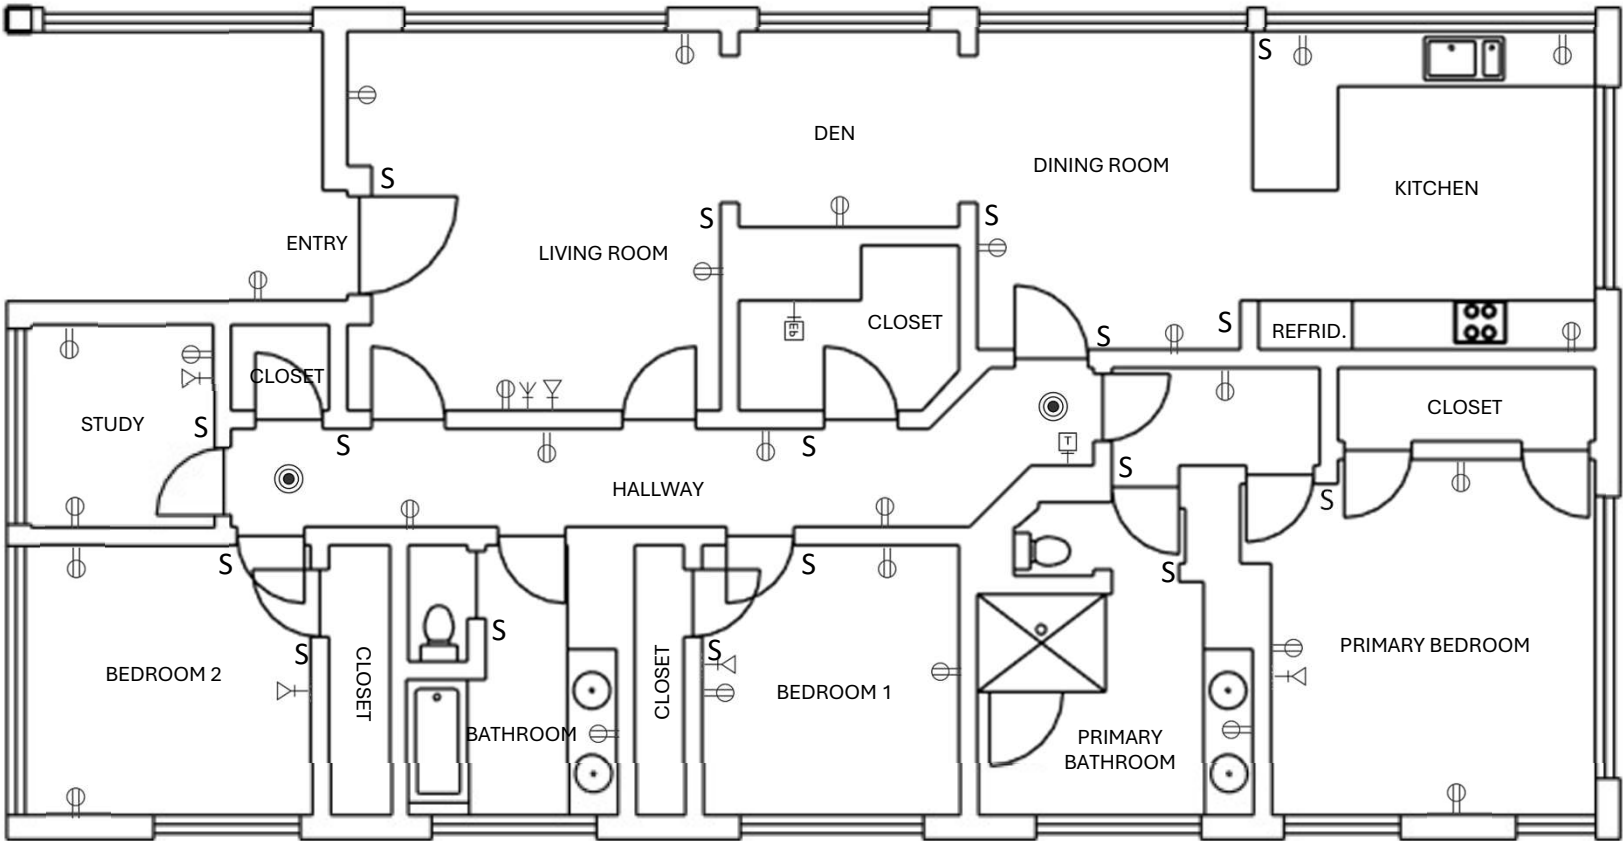 S
DEN
DINING ROOM
S
KITCHEN
S
S
ENTRY
LIVING ROOM
CLOSET
S
S
REFRID.
Eb
CLOSET
CLOSET
STUDY
S
S
S
T
S
HALLWAY
S
S
S
S
S
S
S
PRIMARY BEDROOM
BEDROOM 2
CLOSET
CLOSET
BEDROOM 1
BATHROOM
PRIMARY
BATHROOM